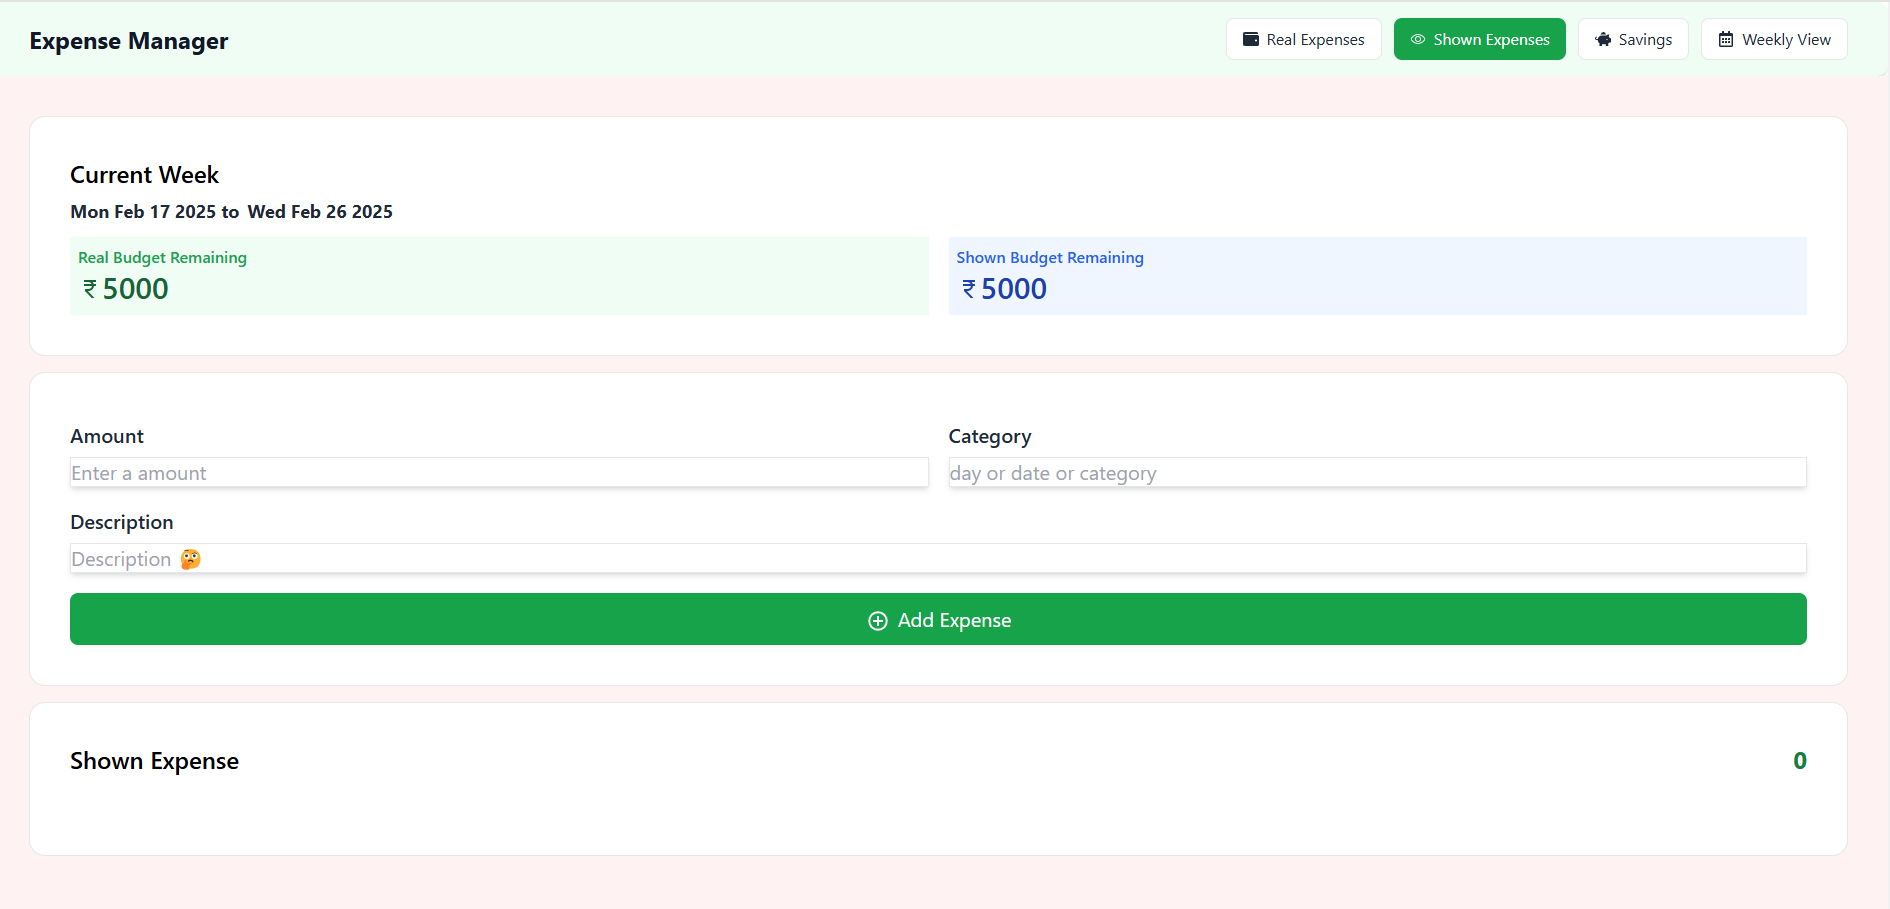 Expense Manager
Real Expenses
Shown Expenses
Savings
Weekly View
Current Week
Mon Feb 17 2025 to Wed Feb 26 2025
Real Budget Remaining
₹ 5000
Shown Budget Remaining
₹ 5000
Amount
Enter a amount
Category
day or date or category
Description
Description 🤔
Add Expense
Shown Expense
0